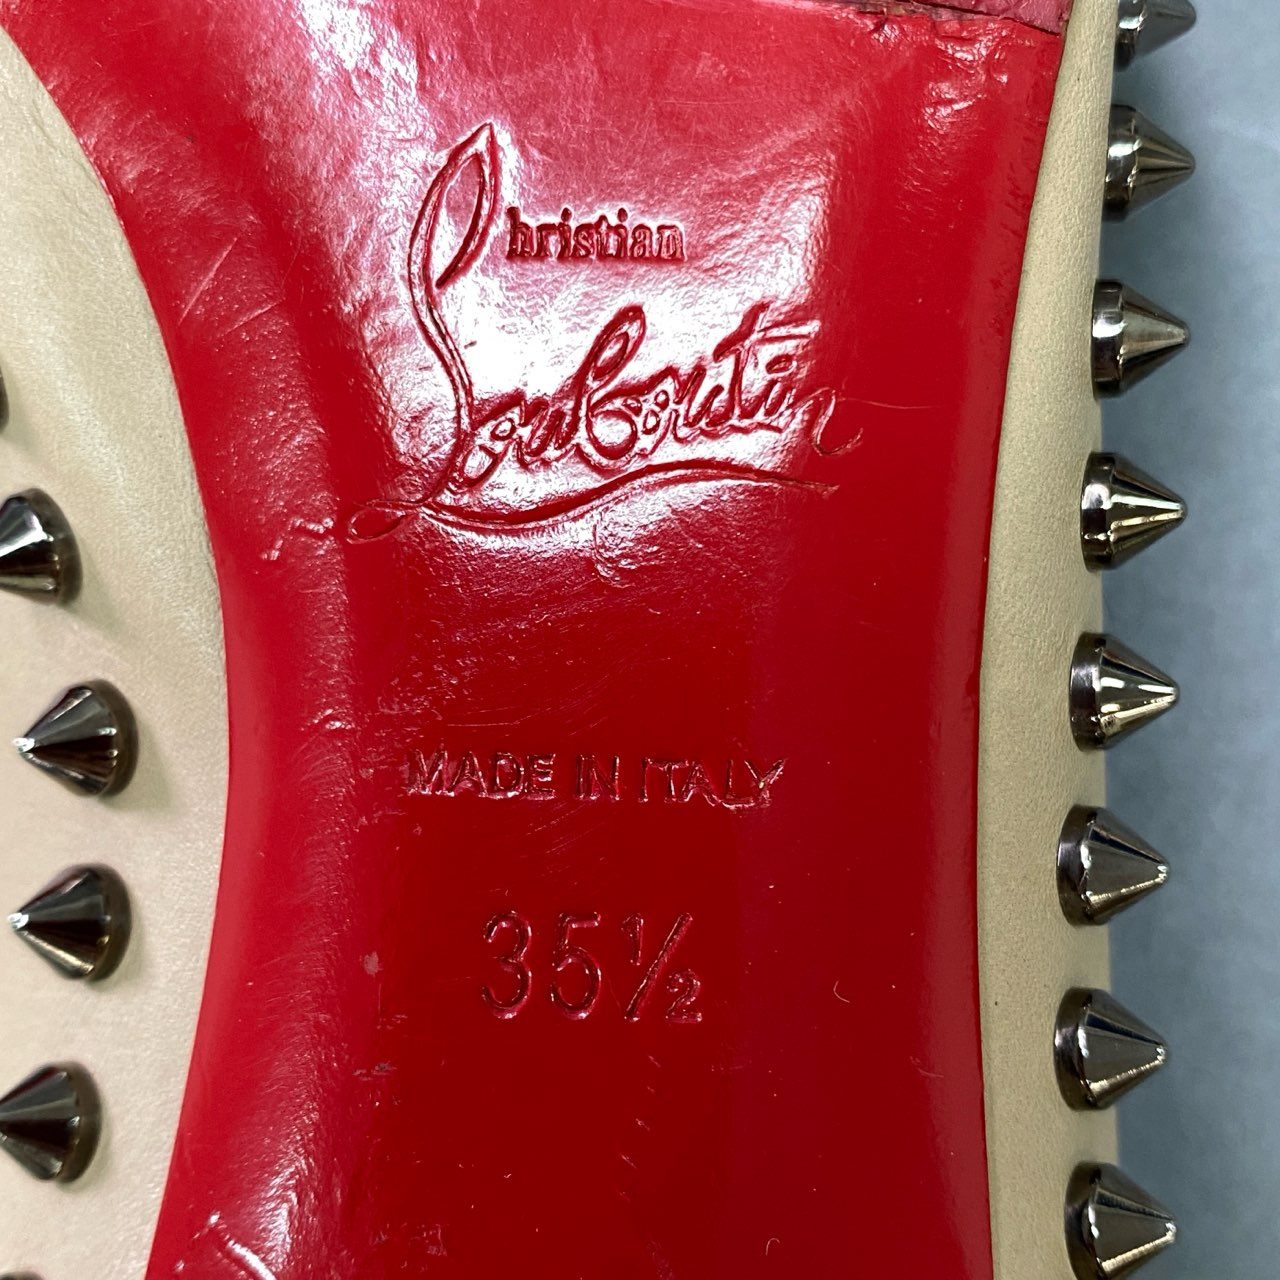 Christian
Louboutin
MADE IN ITALY
35½